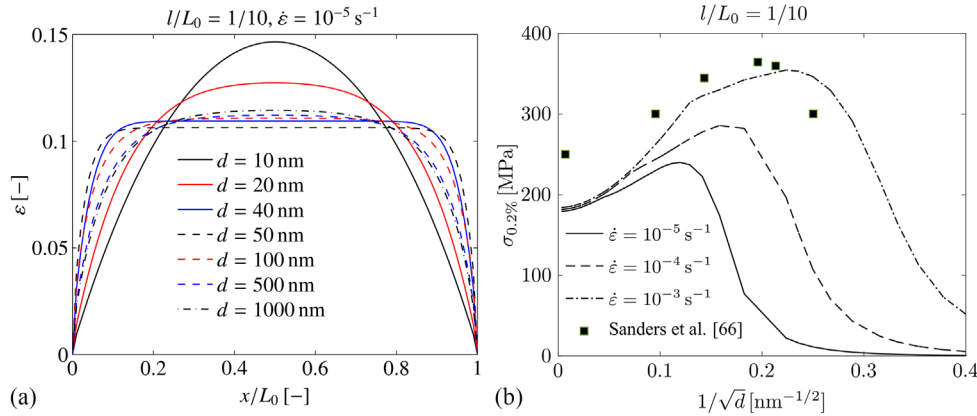 l/L₀ = 1/10, ε̇ = 10⁻⁵ s⁻¹
0.15
0.1
0.05
0
ε [−]
d = 10 nm
d = 20 nm
d = 40 nm
d = 50 nm
d = 100 nm
d = 500 nm
d = 1000 nm
0 0.2 0.4 0.6 0.8 1
x/L₀ [−]
(a)
l/L₀ = 1/10
500
400
300
200
100
0
σ₀.₂% [MPa]
ε̇ = 10⁻⁵ s⁻¹
ε̇ = 10⁻⁴ s⁻¹
ε̇ = 10⁻³ s⁻¹
Sanders et al. [66]
0 0.1 0.2 0.3 0.4
1/√d [nm⁻¹/²]
(b)